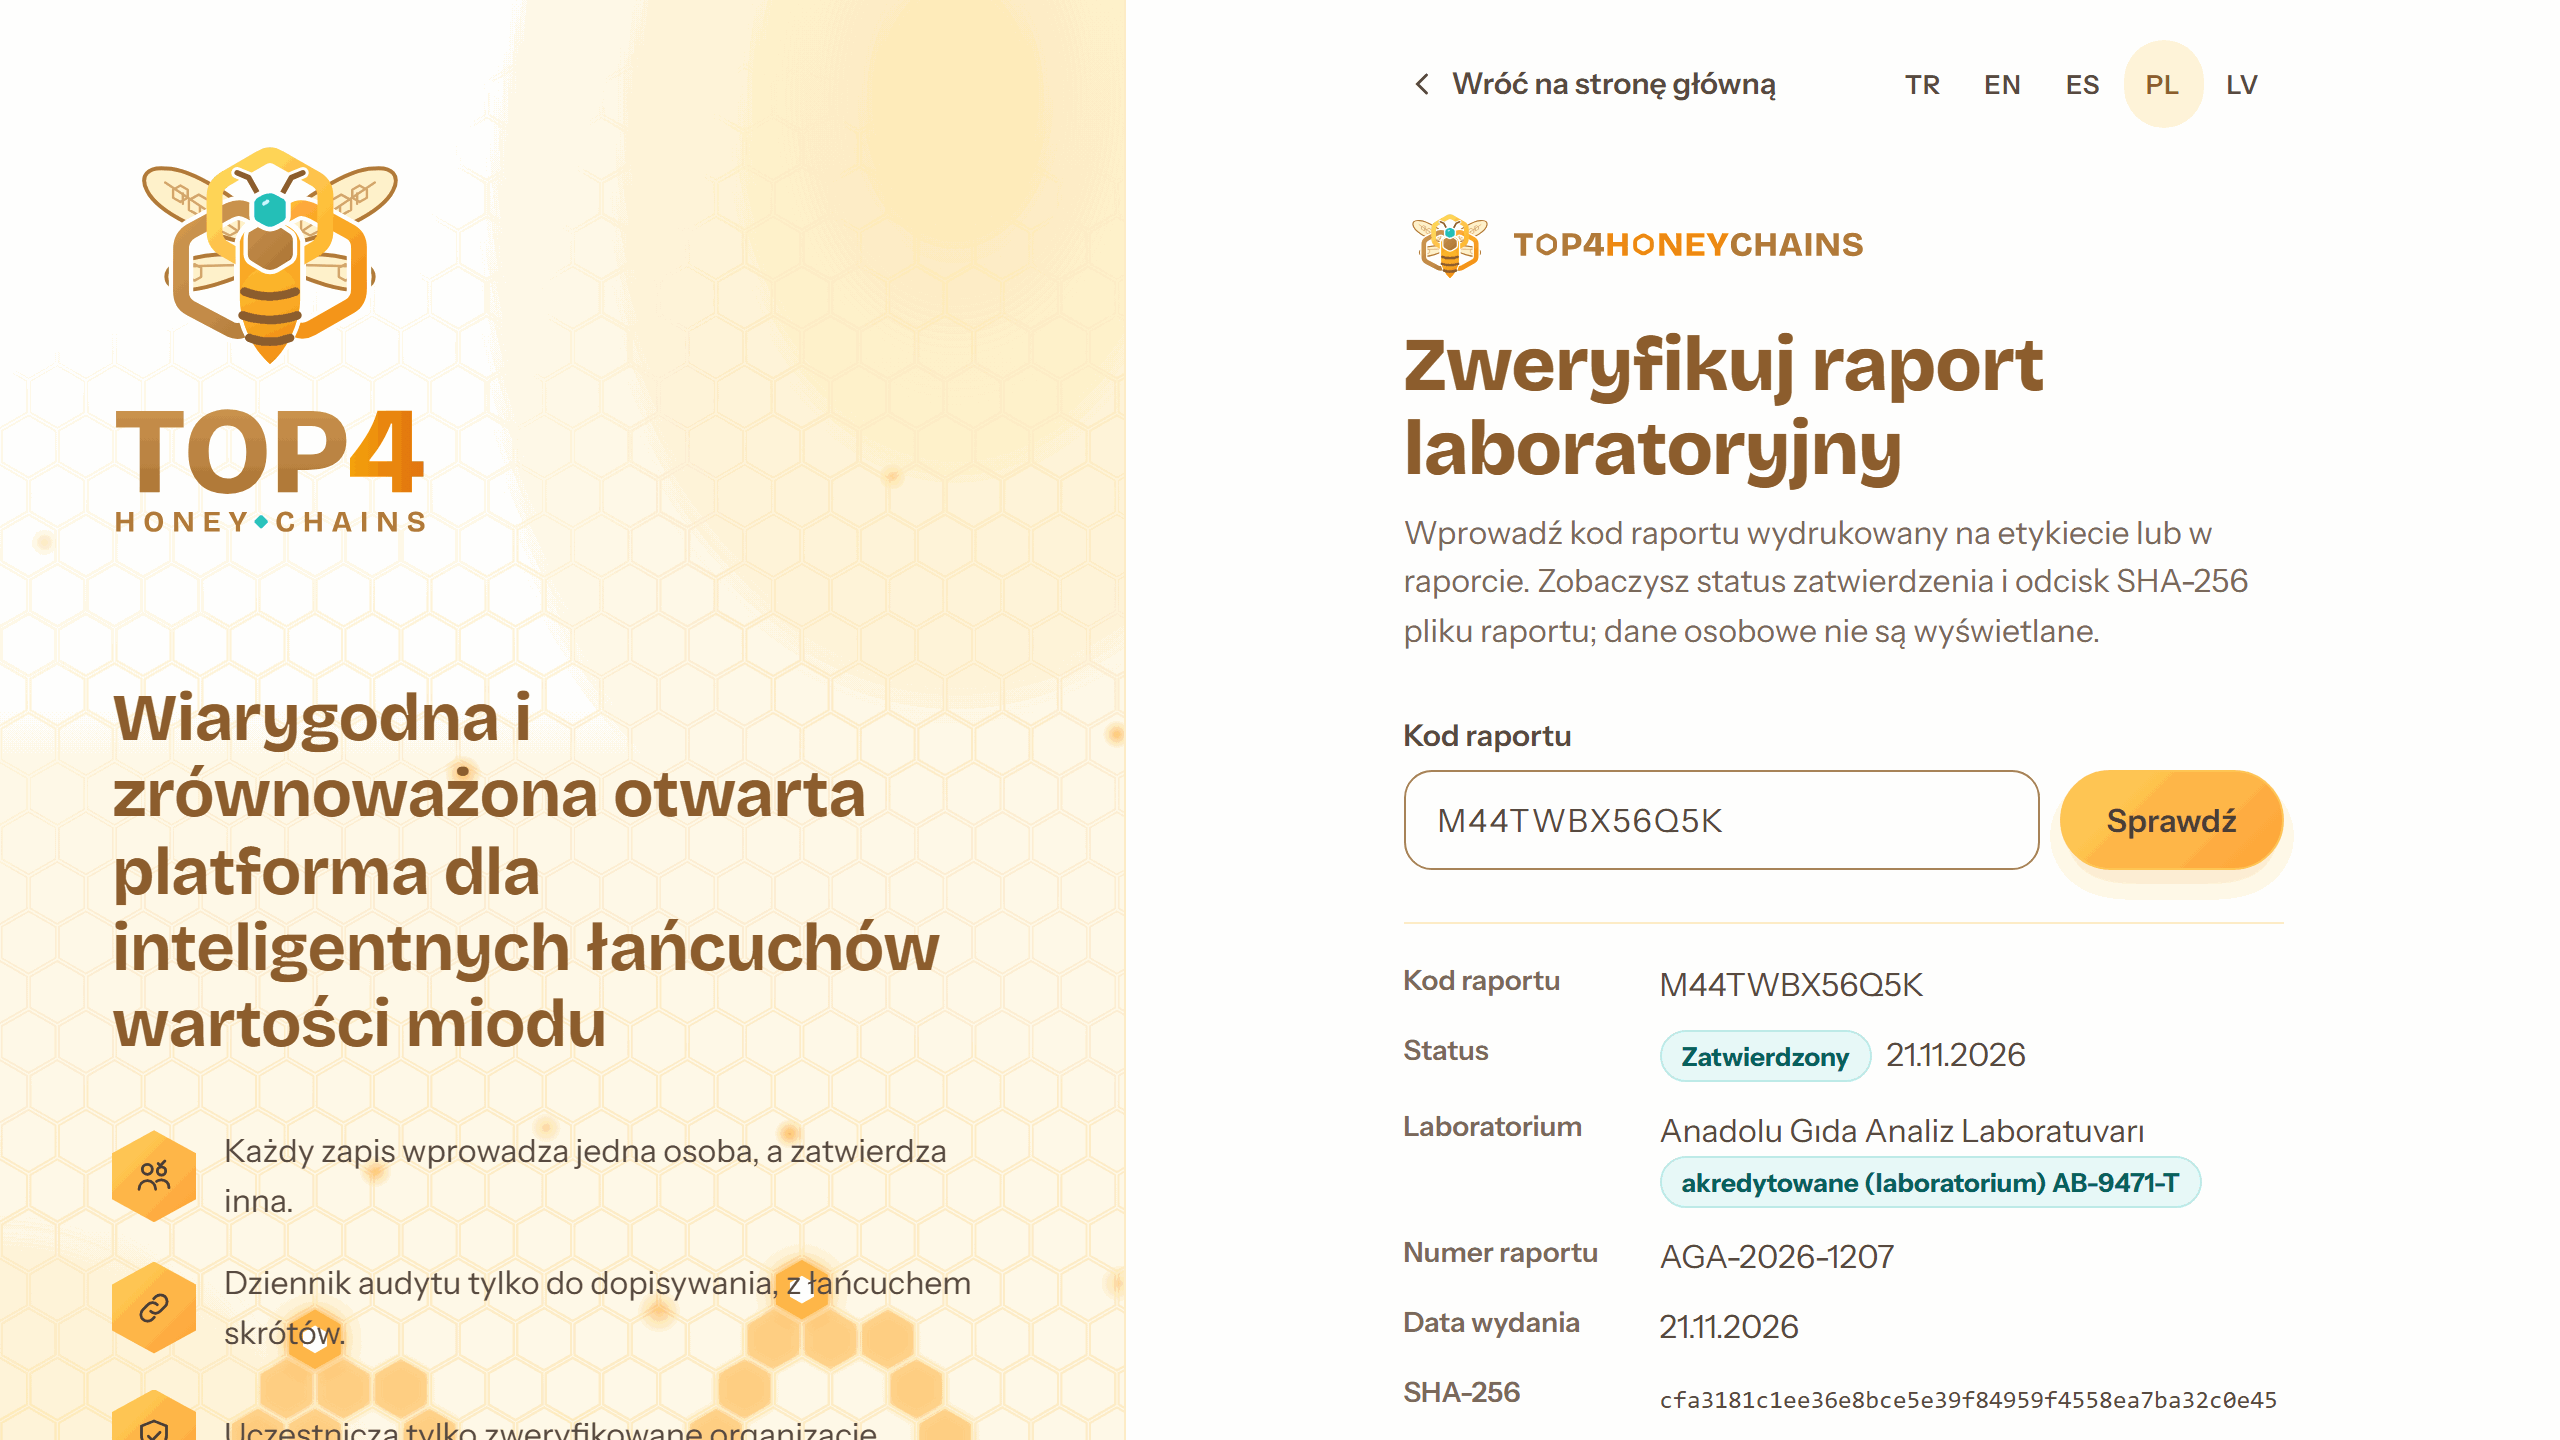 TOP4
HONEY CHAINS
Wiarygodna i
zrównoważona otwarta
platforma dla
inteligentnych łańcuchów
wartości miodu
Każdy zapis wprowadza jedna osoba, a zatwierdza
inna.
Dziennik audytu tylko do dopisywania, z łańcuchem
skrótów.
Uczestniczą tylko zweryfikowane organizacje
Wróć na stronę główną
TR EN ES PL LV
TOP4HONEYCHAINS
Zweryfikuj raport
laboratoryjny
Wprowadź kod raportu wydrukowany na etykiecie lub w
raporcie. Zobaczysz status zatwierdzenia i odcisk SHA-256
pliku raportu; dane osobowe nie są wyświetlane.
Kod raportu
M44TWBX56Q5K
Sprawdź
Kod raportu M44TWBX56Q5K
Status Zatwierdzony 21.11.2026
Laboratorium Anadolu Gıda Analiz Laboratuvarı
akredytowane (laboratorium) AB-9471-T
Numer raportu AGA-2026-1207
Data wydania 21.11.2026
SHA-256 cfa3181c1ee36e8bce5e39f84959f4558ea7ba32c0e45